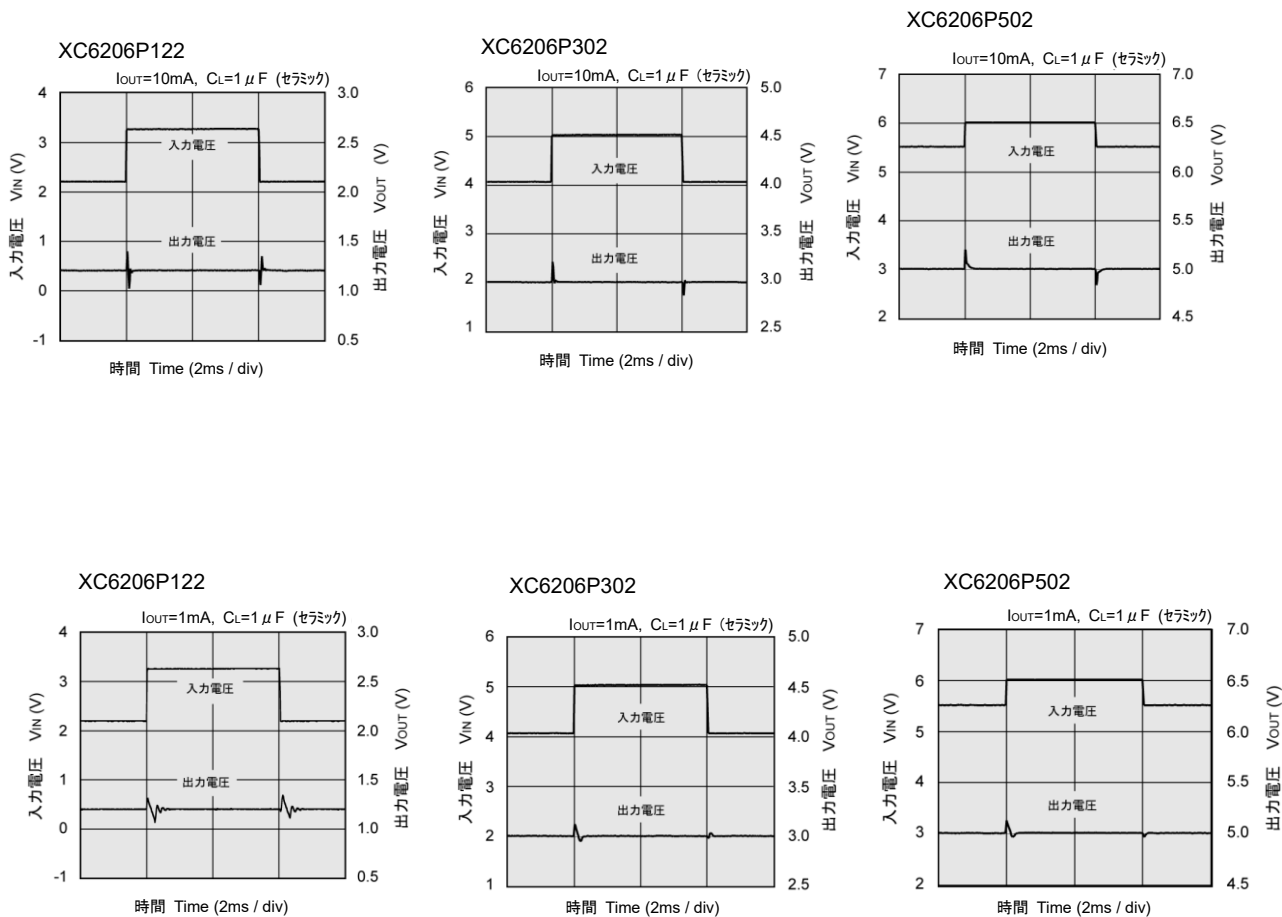 XC6206P122
IOUT=10mA, CL=1μF (セラミック)
4
3
2
1
0
-1
入力電圧 VIN (V)
入力電圧
出力電圧
3.0
2.5
2.0
1.5
1.0
0.5
出力電圧 VOUT (V)
時間 Time (2ms / div)
XC6206P302
IOUT=10mA, CL=1μF (セラミック)
6
5
4
3
2
1
入力電圧 VIN (V)
入力電圧
出力電圧
5.0
4.5
4.0
3.5
3.0
2.5
出力電圧 VOUT (V)
時間 Time (2ms / div)
XC6206P502
IOUT=10mA, CL=1μF (セラミック)
7
6
5
4
3
2
入力電圧 VIN (V)
入力電圧
出力電圧
7.0
6.5
6.0
5.5
5.0
4.5
出力電圧 VOUT (V)
時間 Time (2ms / div)
XC6206P122
IOUT=1mA, CL=1μF (セラミック)
4
3
2
1
0
-1
入力電圧 VIN (V)
入力電圧
出力電圧
3.0
2.5
2.0
1.5
1.0
0.5
出力電圧 VOUT (V)
時間 Time (2ms / div)
XC6206P302
IOUT=1mA, CL=1μF (セラミック)
6
5
4
3
2
1
入力電圧 VIN (V)
入力電圧
出力電圧
5.0
4.5
4.0
3.5
3.0
2.5
出力電圧 VOUT (V)
時間 Time (2ms / div)
XC6206P502
IOUT=1mA, CL=1μF (セラミック)
7
6
5
4
3
2
入力電圧 VIN (V)
入力電圧
出力電圧
7.0
6.5
6.0
5.5
5.0
4.5
出力電圧 VOUT (V)
時間 Time (2ms / div)